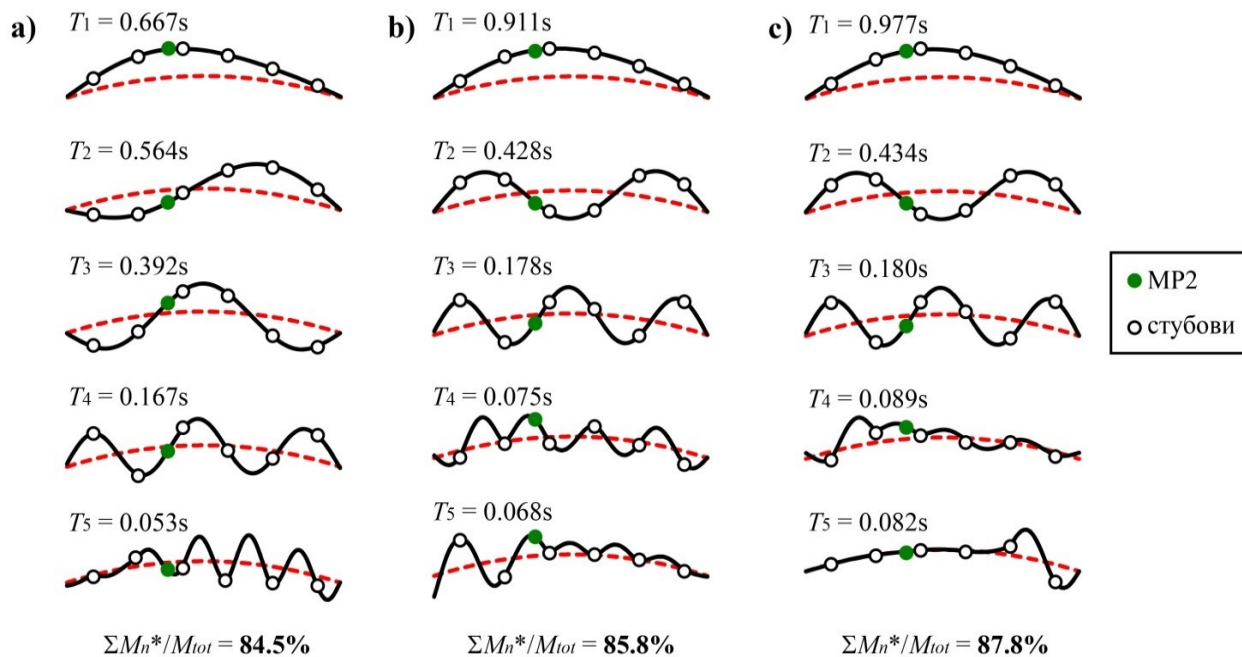 a)
T1 = 0.667s
T2 = 0.564s
T3 = 0.392s
T4 = 0.167s
T5 = 0.053s
ΣMn*/Mtot = 84.5%
b)
T1 = 0.911s
T2 = 0.428s
T3 = 0.178s
T4 = 0.075s
T5 = 0.068s
ΣMn*/Mtot = 85.8%
c)
T1 = 0.977s
T2 = 0.434s
T3 = 0.180s
T4 = 0.089s
T5 = 0.082s
ΣMn*/Mtot = 87.8%
МР2
стубови